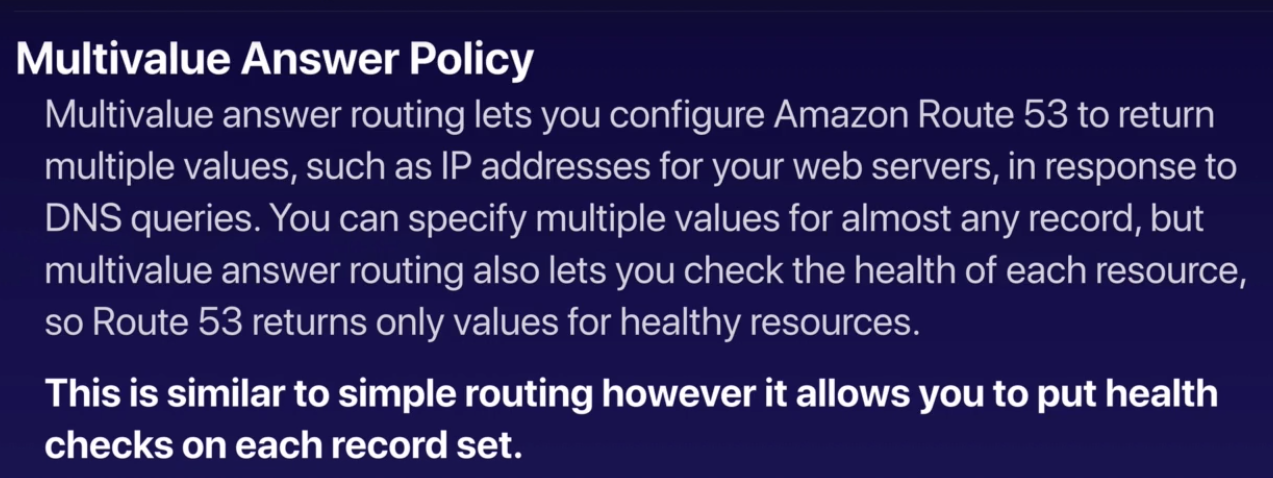 Multivalue Answer Policy
Multivalue answer routing lets you configure Amazon Route 53 to return
multiple values, such as IP addresses for your web servers, in response to
DNS queries. You can specify multiple values for almost any record, but
multivalue answer routing also lets you check the health of each resource,
so Route 53 returns only values for healthy resources.
This is similar to simple routing however it allows you to put health
checks on each record set.